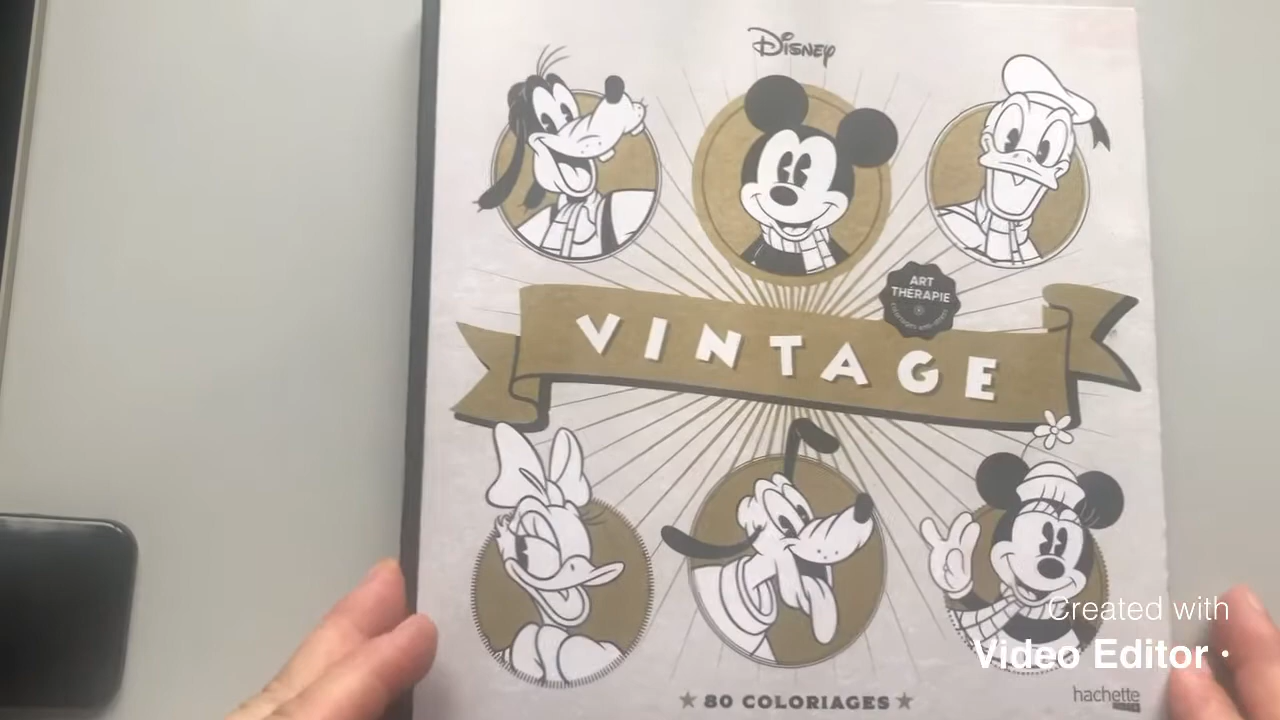 DISNEY
ART
THÉRAPIE
VINTAGE
★ 80 COLORIAGES ★
hachette
Created with
Video Editor •